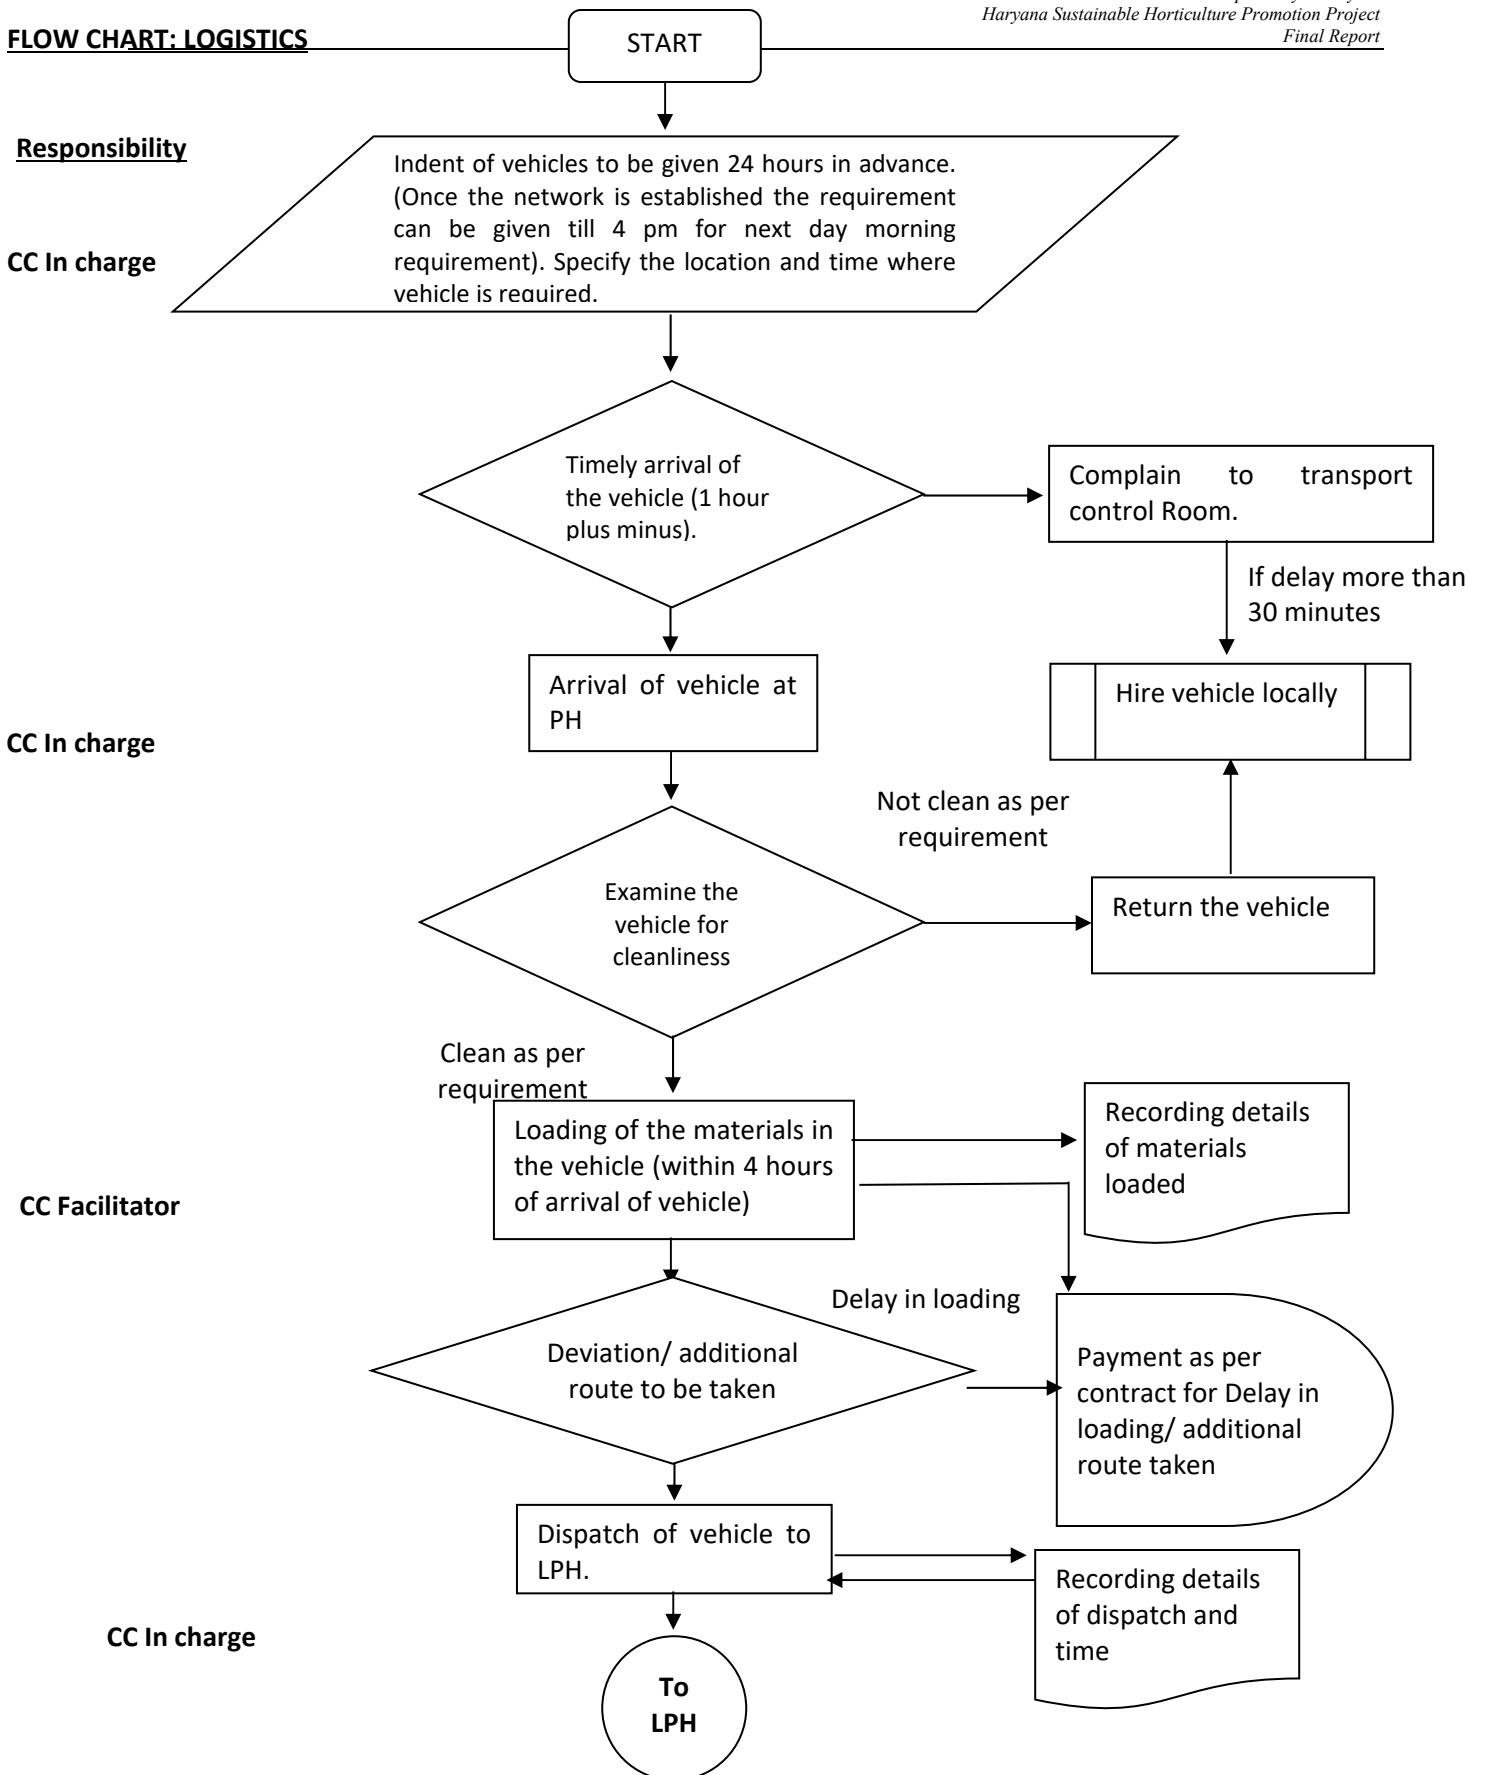 Haryana Sustainable Horticulture Promotion Project
Final Report
FLOW CHART: LOGISTICS
START
Responsibility
Indent of vehicles to be given 24 hours in advance.
(Once the network is established the requirement
can be given till 4 pm for next day morning
requirement). Specify the location and time where
vehicle is required.
CC In charge
Timely arrival of
the vehicle (1 hour
plus minus).
Complain to transport
control Room.
If delay more than
30 minutes
Arrival of vehicle at
PH
Hire vehicle locally
CC In charge
Not clean as per
requirement
Examine the
vehicle for
cleanliness
Return the vehicle
Clean as per
requirement
Loading of the materials in
the vehicle (within 4 hours
of arrival of vehicle)
Recording details
of materials
loaded
CC Facilitator
Delay in loading
Deviation/ additional
route to be taken
Payment as per
contract for Delay in
loading/ additional
route taken
Dispatch of vehicle to
LPH.
Recording details
of dispatch and
time
CC In charge
To
LPH